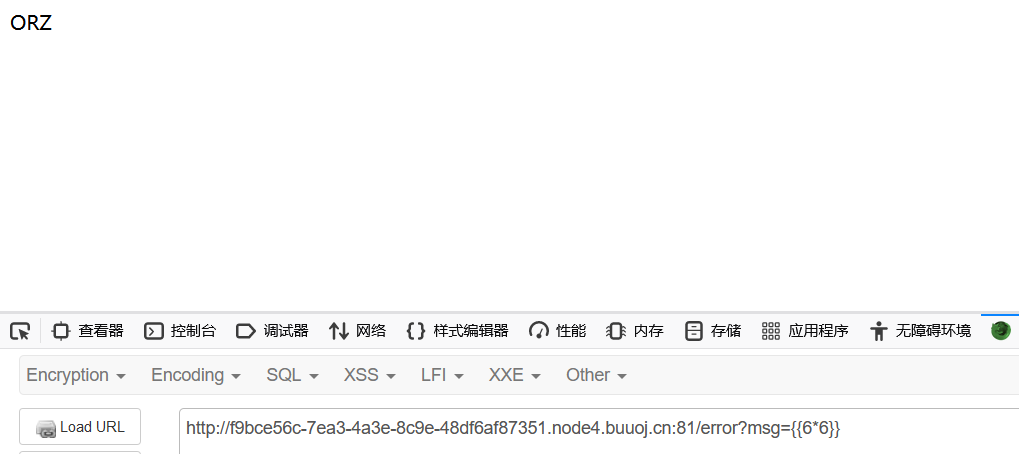 ORZ
查看器 控制台 调试器 网络 样式编辑器 性能 内存 存储 应用程序 无障碍环境
Encryption Encoding SQL XSS LFI XXE Other
Load URL http://f9bce56c-7ea3-4a3e-8c9e-48df6af87351.node4.buuoj.cn:81/error?msg={{6*6}}